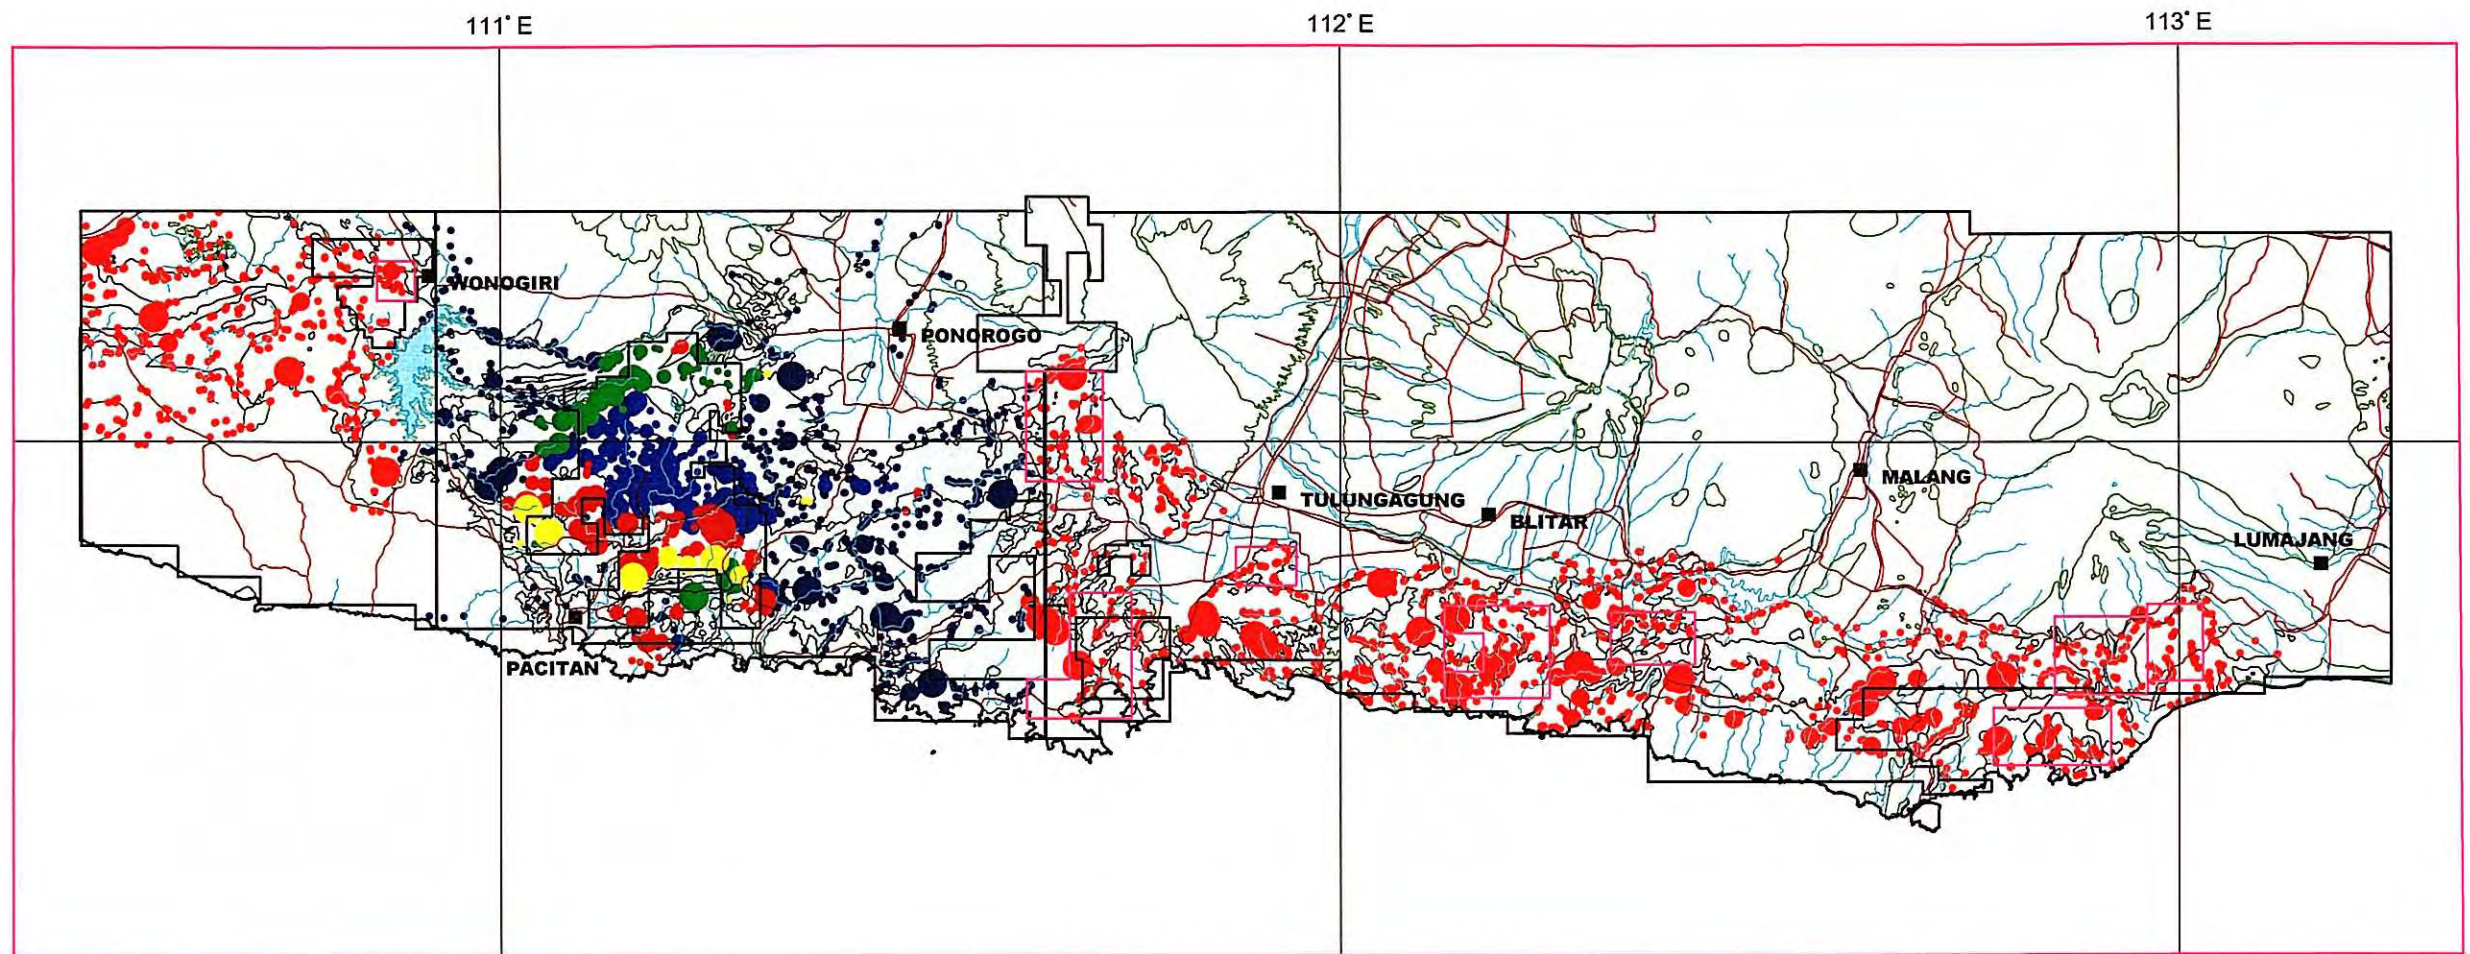 111° E
112° E
113° E
WONOGIRI
PONOROGO
MALANG
TULUNGAGUNG
BLITAR
LUMAJANG
PACITAN